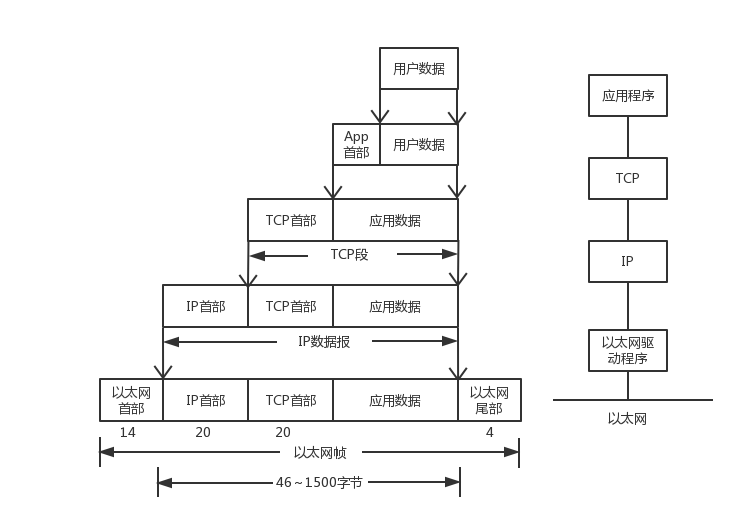 用户数据
App
首部
用户数据
TCP首部
应用数据
TCP段
IP首部
TCP首部
应用数据
IP数据报
以太网
首部
IP首部
TCP首部
应用数据
以太网
尾部
14
20
20
4
以太网帧
46～1500字节
应用程序
TCP
IP
以太网驱
动程序
以太网